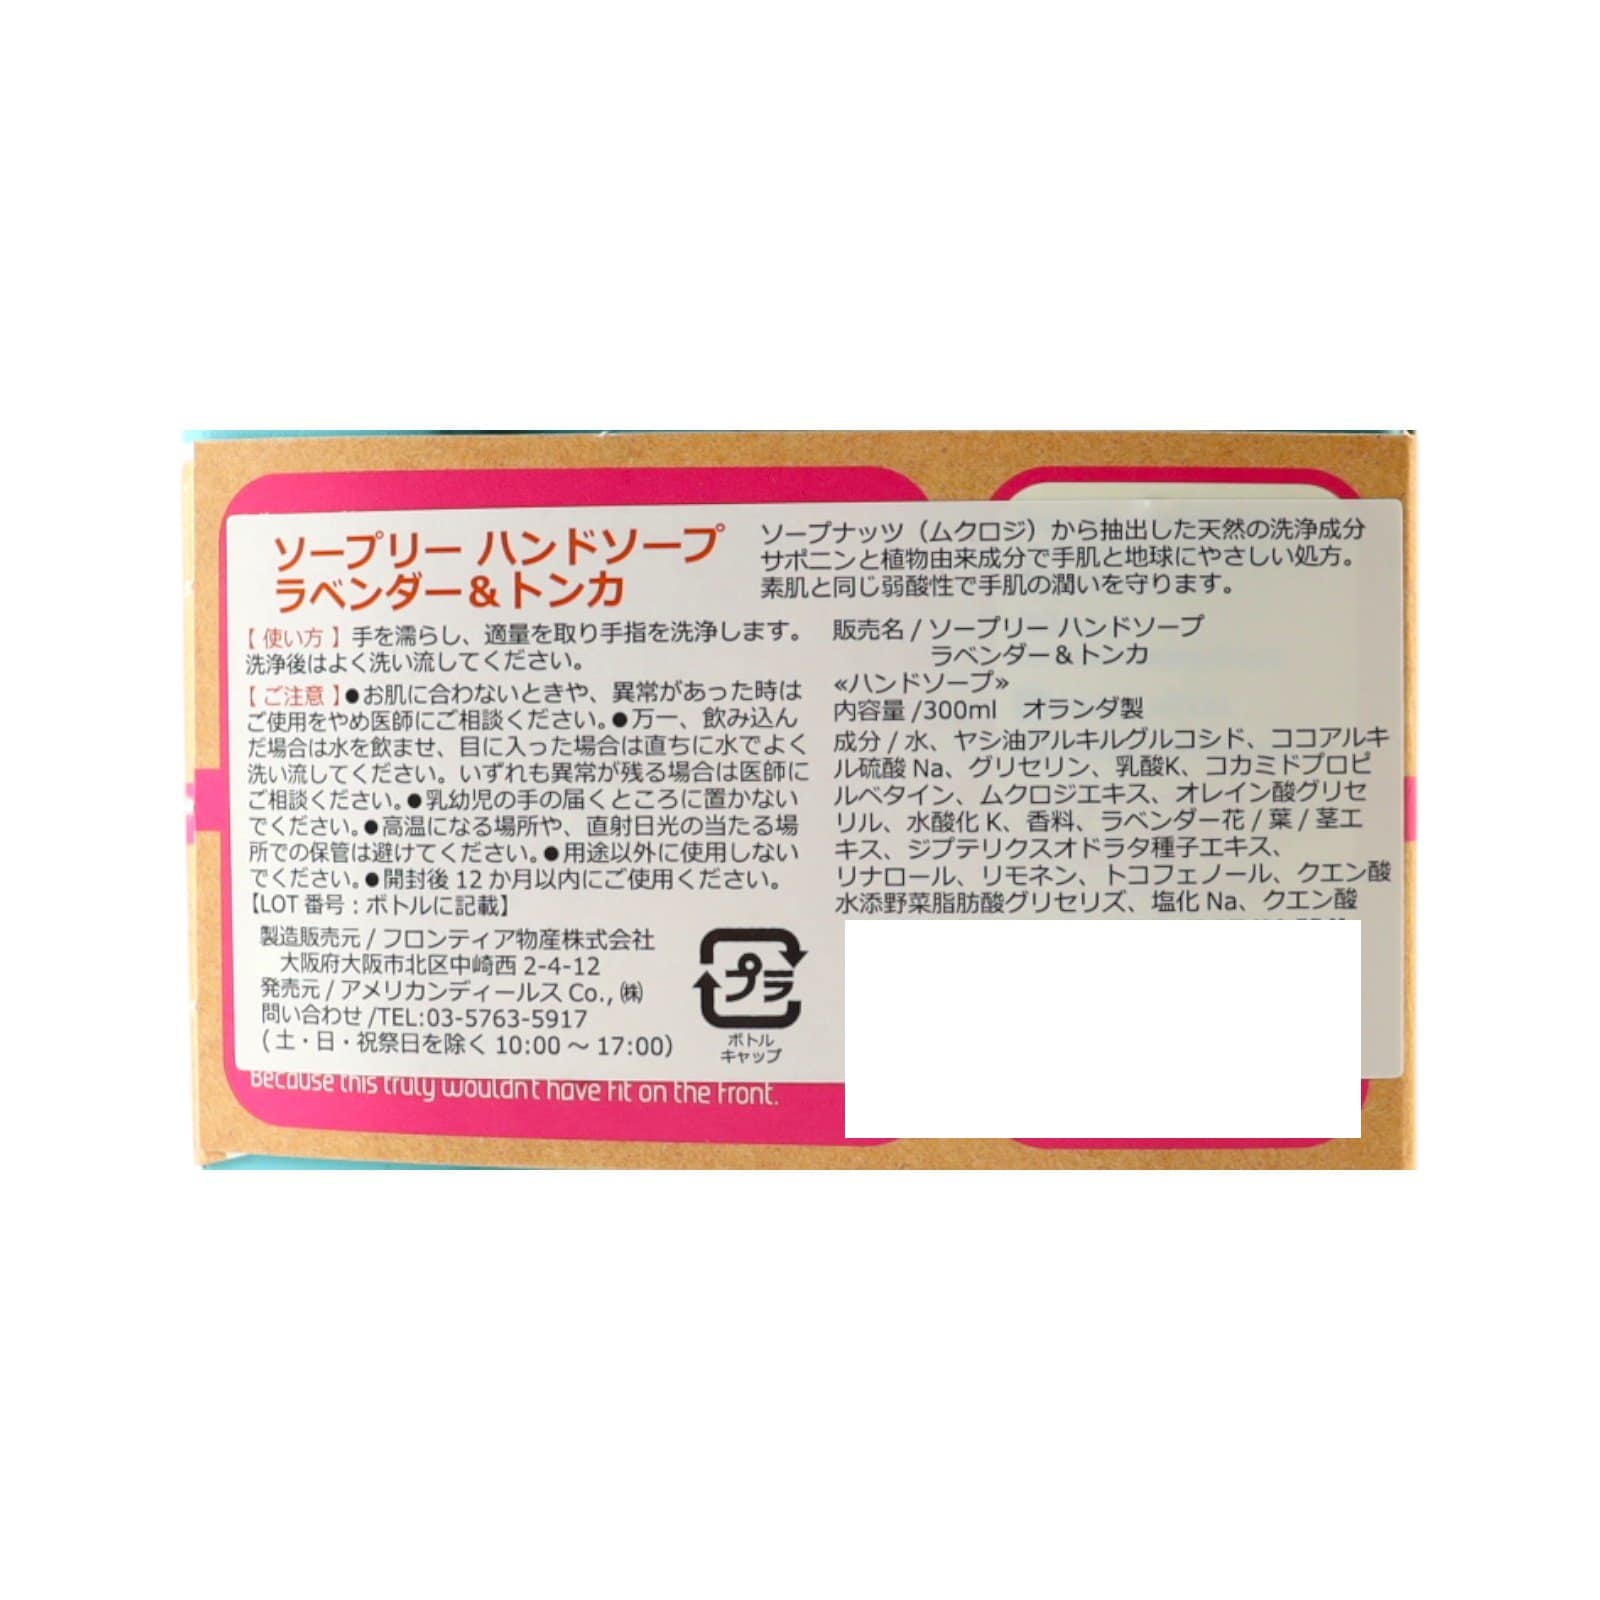 ソープリー ハンドソープ
ラベンダー＆トンカ
【 使い方 】手を濡らし、適量を取り手指を洗浄します。
洗浄後はよく洗い流してください。
【 ご注意 】●お肌に合わないときや、異常があった時は
ご使用をやめ医師にご相談ください。●万一、飲み込ん
だ場合は水を飲ませ、目に入った場合は直ちに水でよく
洗い流してください。いずれも異常が残る場合は医師に
ご相談ください。●乳幼児の手の届くところに置かない
でください。●高温になる場所や、直射日光の当たる場
所での保管は避けてください。●用途以外に使用しない
でください。●開封後 12 か月以内にご使用ください。
【LOT 番号 : ボトルに記載】
製造販売元 / フロンティア物産株式会社
大阪府大阪市北区中崎西 2-4-12
発売元 / アメリカンディールス Co., ㈱
問い合わせ /TEL:03-5763-5917
( 土・日・祝祭日を除く 10:00 ～ 17:00)
プラ
ボトル
キャップ
ソープナッツ（ムクロジ）から抽出した天然の洗浄成分
サポニンと植物由来成分で手肌と地球にやさしい処方。
素肌と同じ弱酸性で手肌の潤いを守ります。
販売名 / ソープリー ハンドソープ
ラベンダー＆トンカ
«ハンドソープ»
内容量 /300ml　オランダ製
成分 / 水、ヤシ油アルキルグルコシド、ココアルキ
ル硫酸 Na、グリセリン、乳酸K、コカミドプロピ
ルベタイン、ムクロジエキス、オレイン酸グリセ
リル、水酸化 K、香料、ラベンダー花 / 葉 / 茎エ
キス、ジプテリクスオドラタ種子エキス、
リナロール、リモネン、トコフェノール、クエン酸
水添野菜脂肪酸グリセリズ、塩化 Na、クエン酸
Because this truly wouldn't have fit on the front.